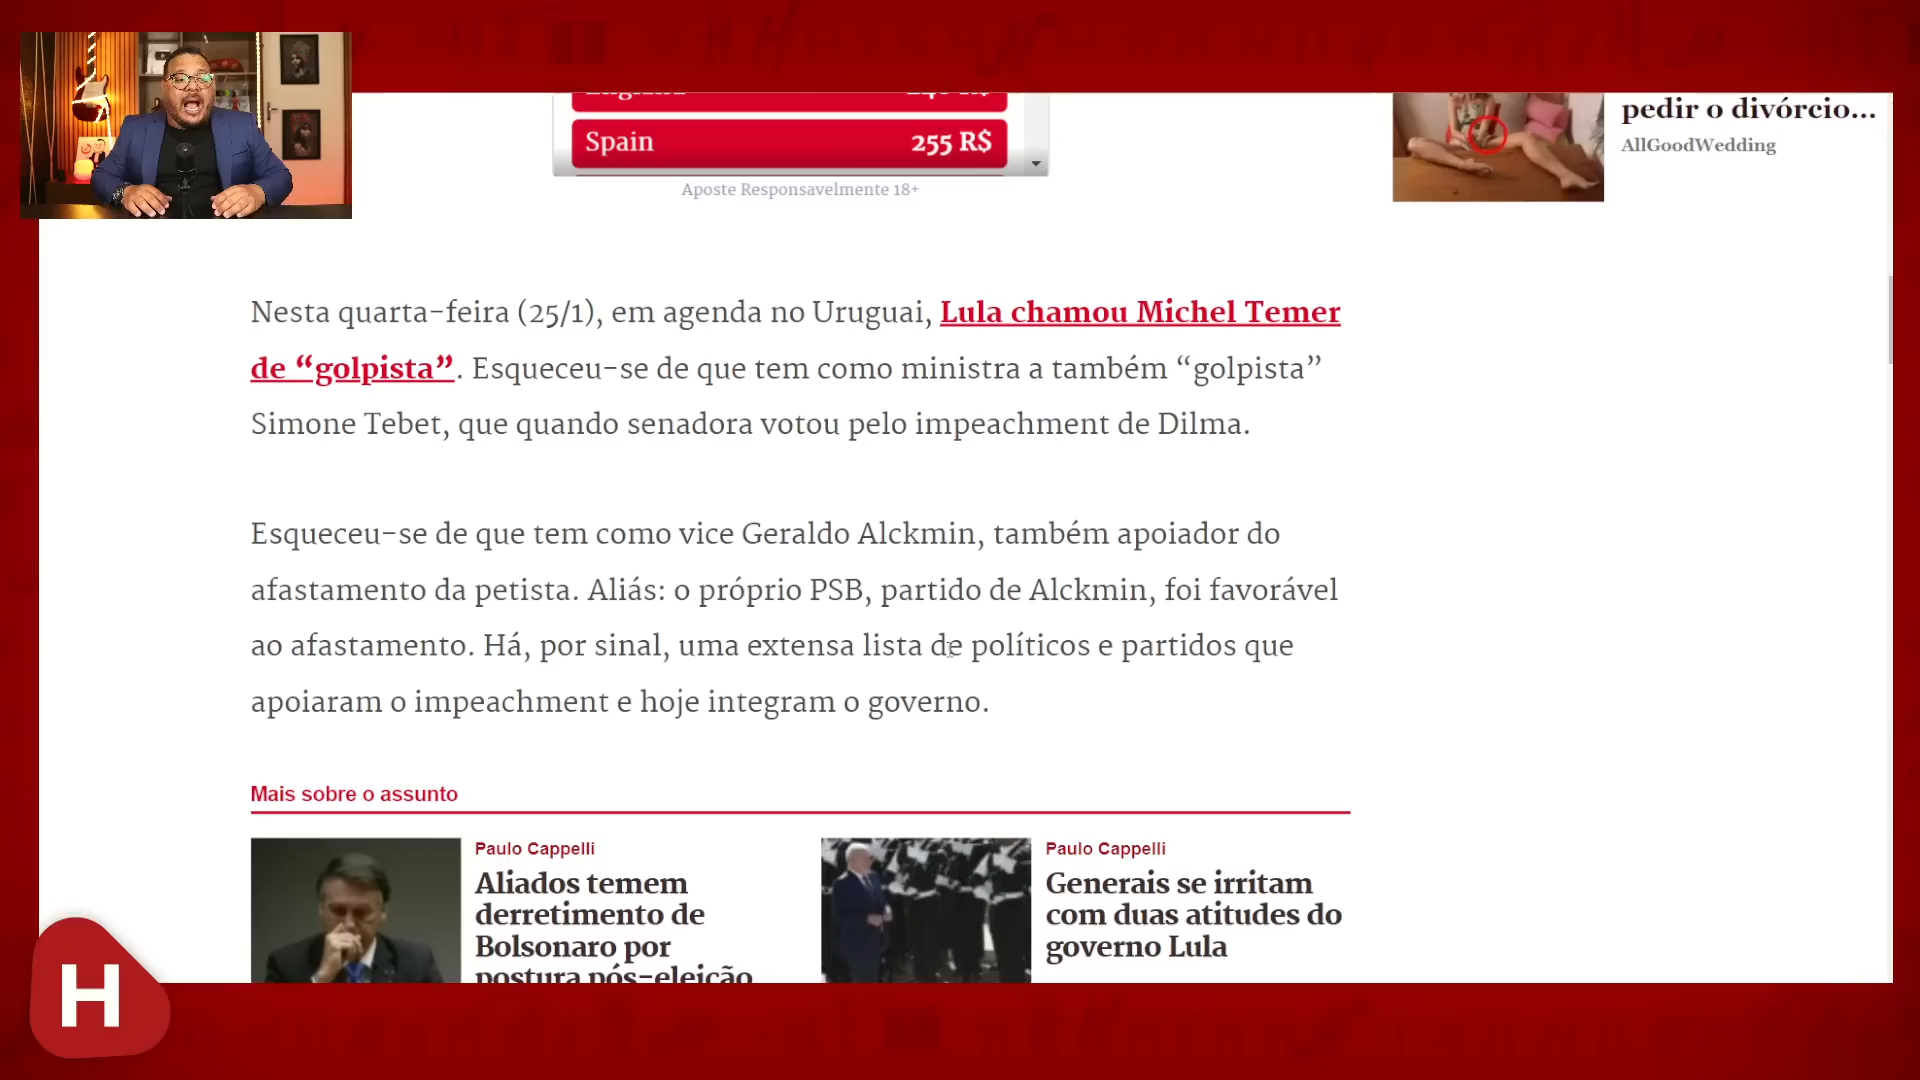 Spain 255 R$
Aposte Responsavelmente 18+
pedir o divórcio...
AllGoodWedding
Nesta quarta-feira (25/1), em agenda no Uruguai, Lula chamou Michel Temer
de “golpista”. Esqueceu-se de que tem como ministra a também “golpista”
Simone Tebet, que quando senadora votou pelo impeachment de Dilma.
Esqueceu-se de que tem como vice Geraldo Alckmin, também apoiador do
afastamento da petista. Aliás: o próprio PSB, partido de Alckmin, foi favorável
ao afastamento. Há, por sinal, uma extensa lista de políticos e partidos que
apoiaram o impeachment e hoje integram o governo.
Mais sobre o assunto
Paulo Cappelli
Aliados temem
derretimento de
Bolsonaro por
postura pós-eleição
Paulo Cappelli
Generais se irritam
com duas atitudes do
governo Lula
H